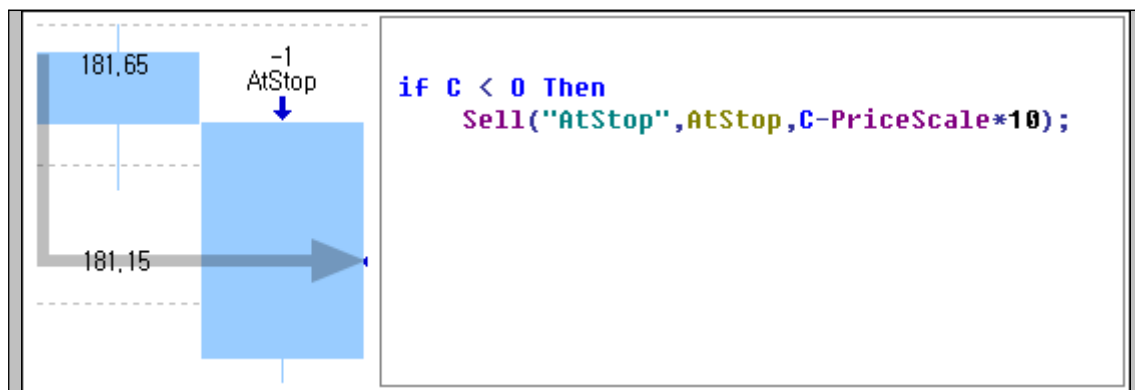 181,65
-1
AtStop
181,15
if C < O Then
Sell("AtStop",AtStop,C-PriceScale*10);